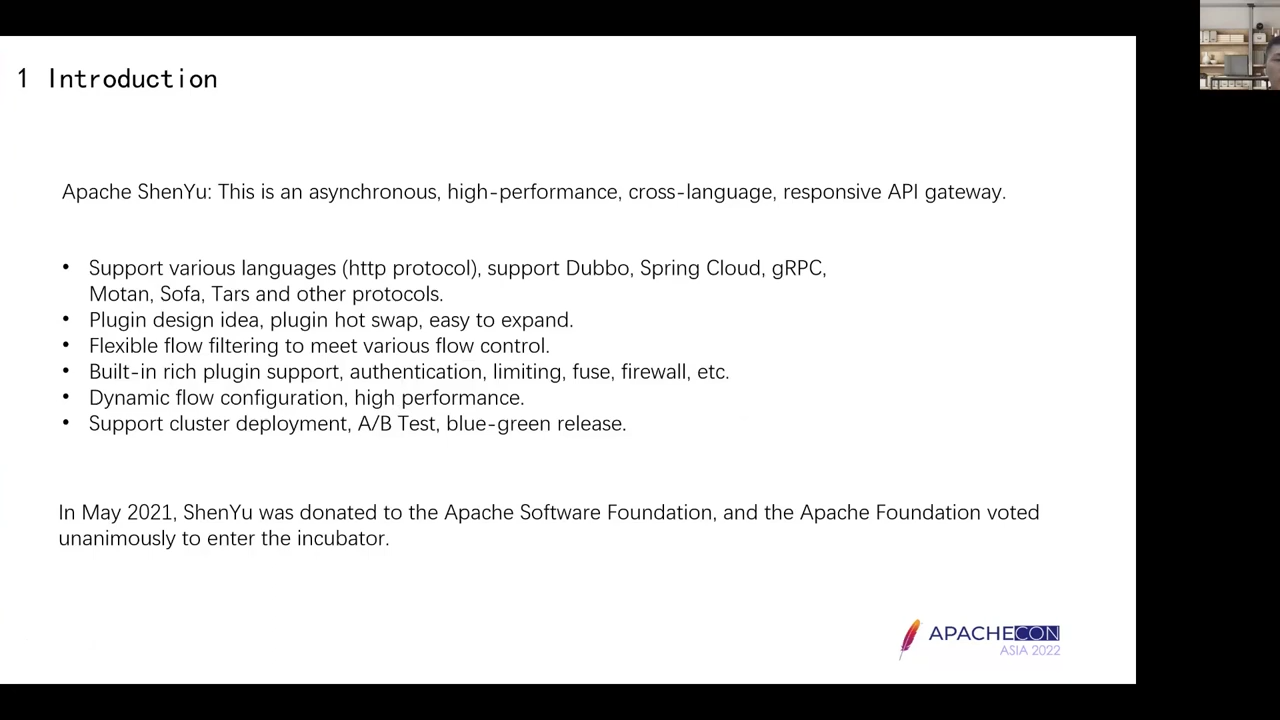 1 Introduction
Apache ShenYu: This is an asynchronous, high-performance, cross-language, responsive API gateway.
• Support various languages (http protocol), support Dubbo, Spring Cloud, gRPC,
Motan, Sofa, Tars and other protocols.
• Plugin design idea, plugin hot swap, easy to expand.
• Flexible flow filtering to meet various flow control.
• Built-in rich plugin support, authentication, limiting, fuse, firewall, etc.
• Dynamic flow configuration, high performance.
• Support cluster deployment, A/B Test, blue-green release.
In May 2021, ShenYu was donated to the Apache Software Foundation, and the Apache Foundation voted
unanimously to enter the incubator.
APACHECON
ASIA 2022